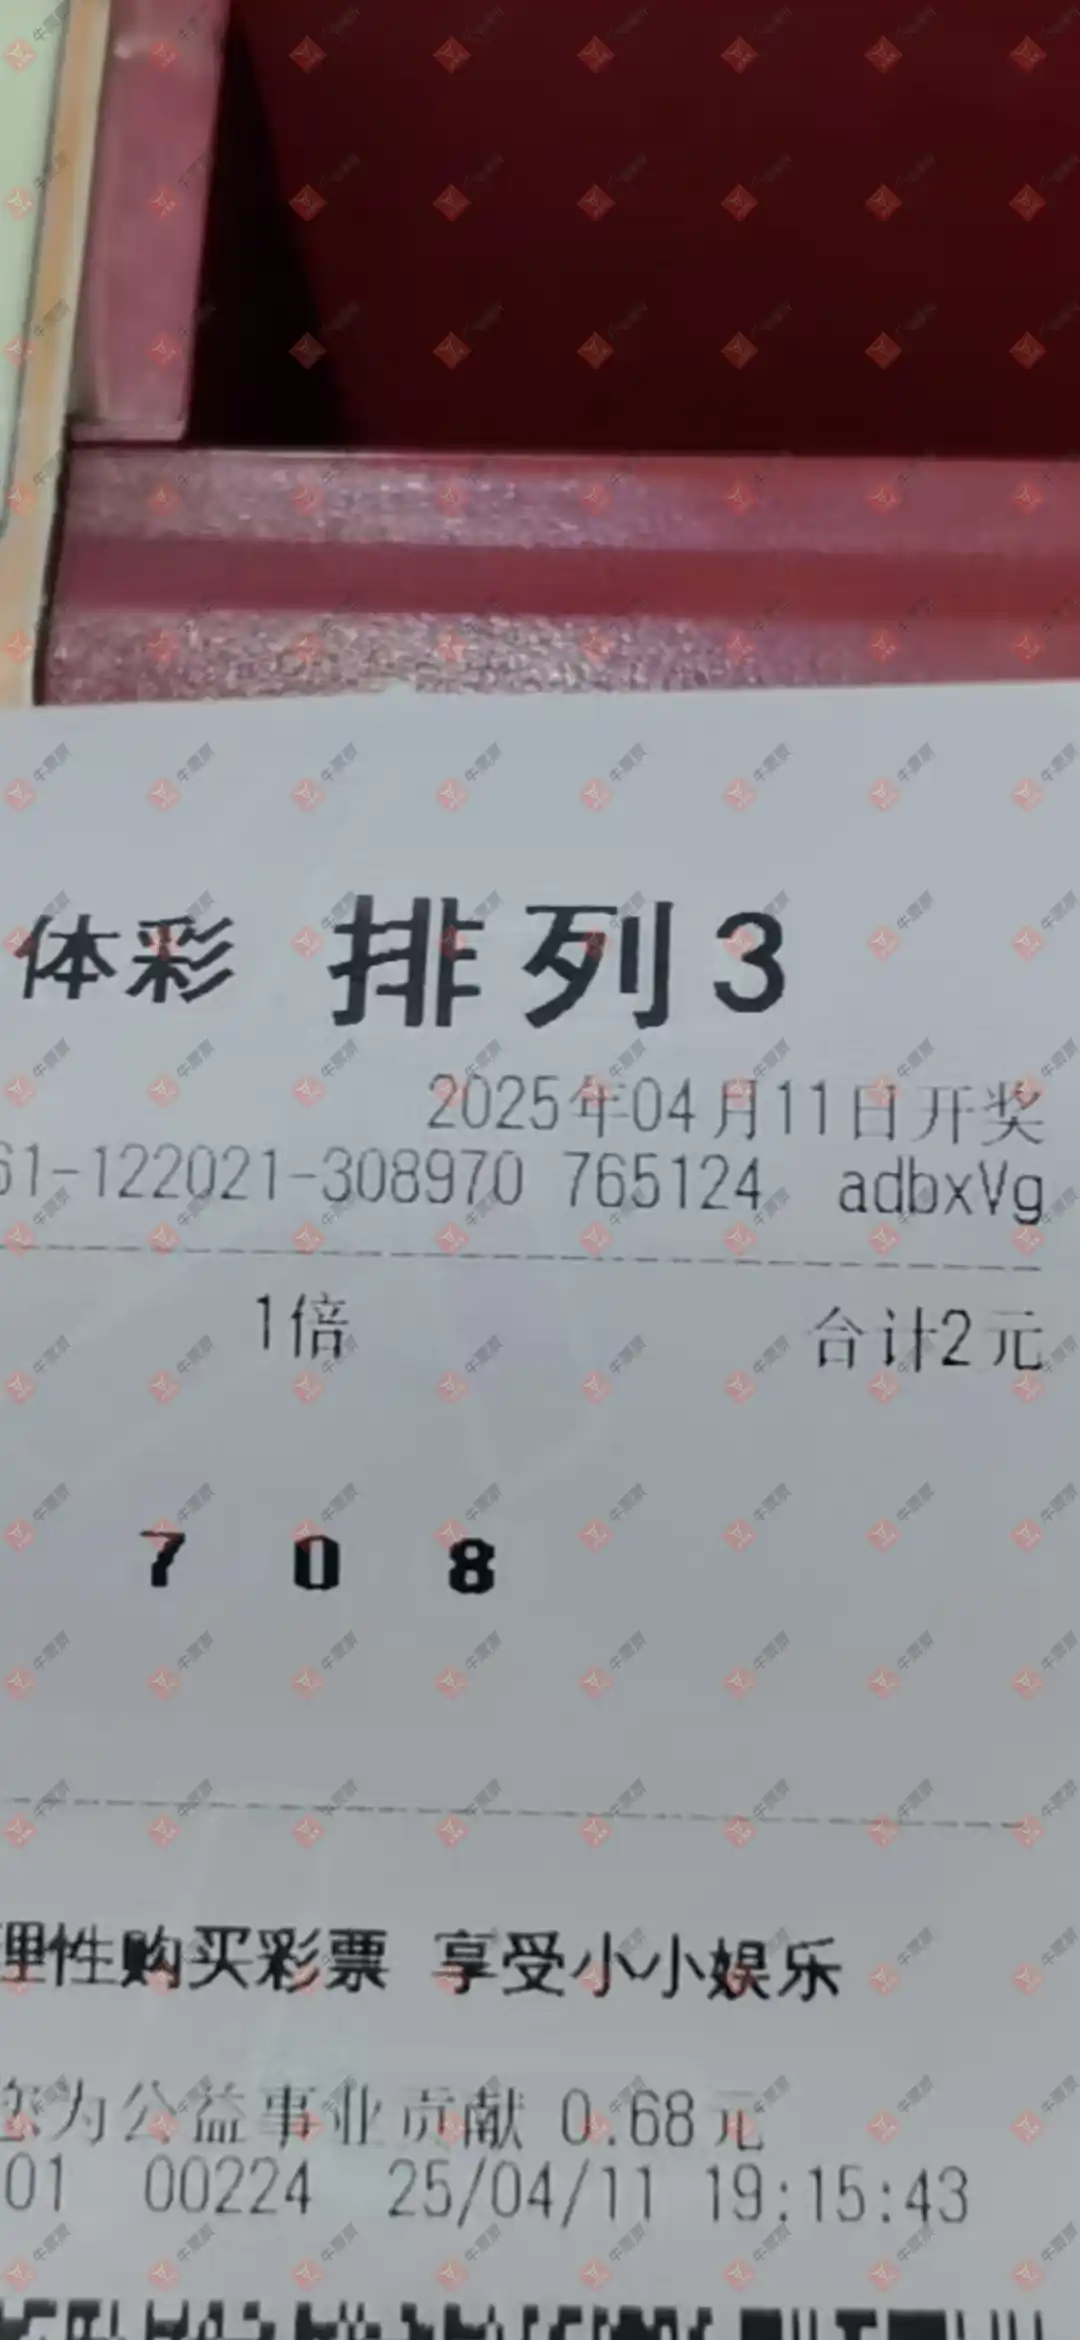 体彩 排列3
2025年04月11日开奖
61-122021-308970 765124 adbxVg
1倍 合计2元
7 0 8
理性购买彩票 享受小小娱乐
您为公益事业贡献 0.68元
01 00224 25/04/11 19:15:43